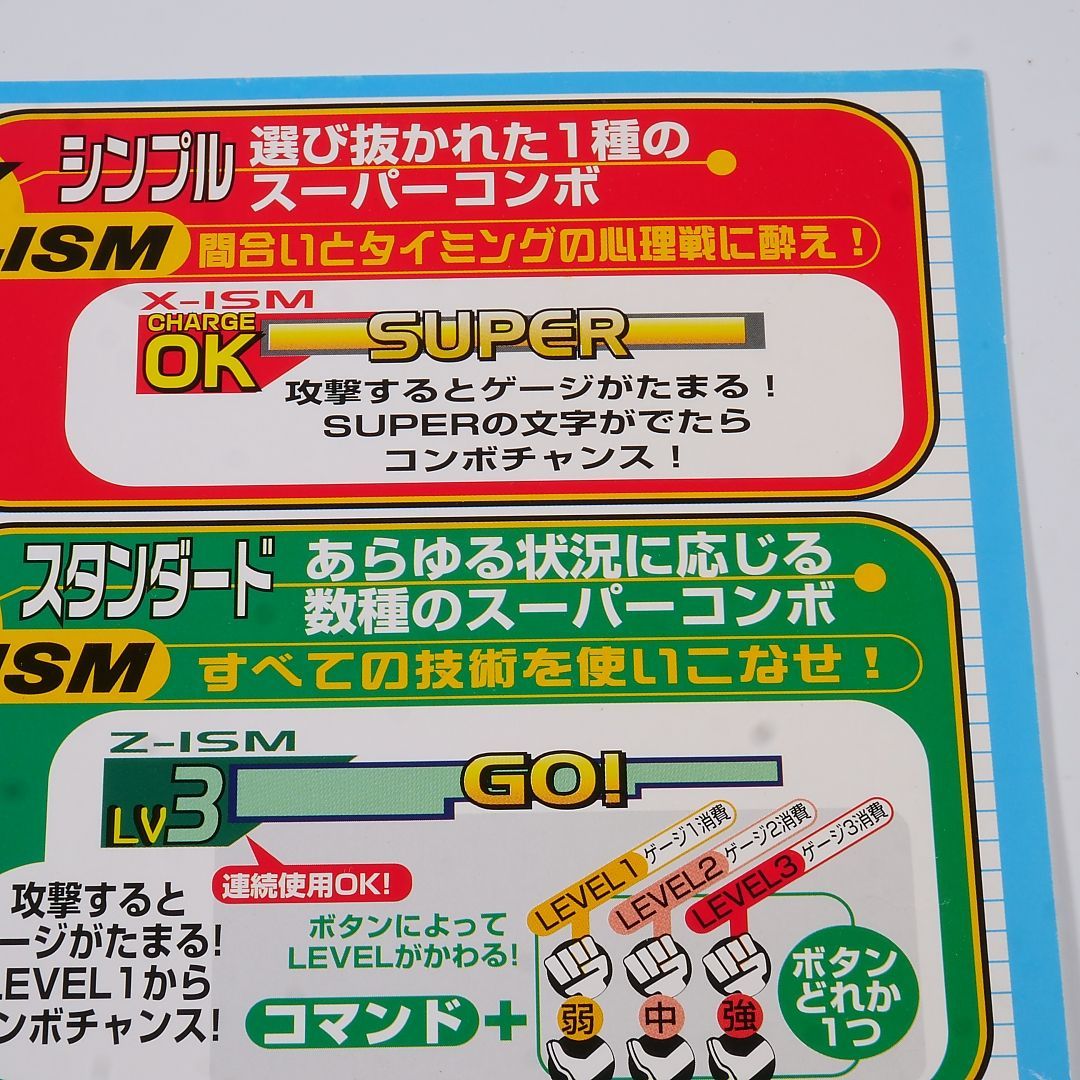 シンプル
選び抜かれた1種の
スーパーコンボ
-ISM
間合いとタイミングの心理戦に酔え！
X-ISM
CHARGE
OK
SUPER
攻撃するとゲージがたまる！
SUPERの文字がでたら
コンボチャンス！
スタンダード
あらゆる状況に応じる
数種のスーパーコンボ
ISM
すべての技術を使いこなせ！
Z-ISM
LV3
GO!
連続使用OK!
攻撃すると
ージがたまる!
LEVEL1から
ンボチャンス!
ボタンによって
LEVELがかわる!
コマンド+
LEVEL1 ゲージ1消費
LEVEL2 ゲージ2消費
LEVEL3 ゲージ3消費
弱
中
強
ボタン
どれか
1つ